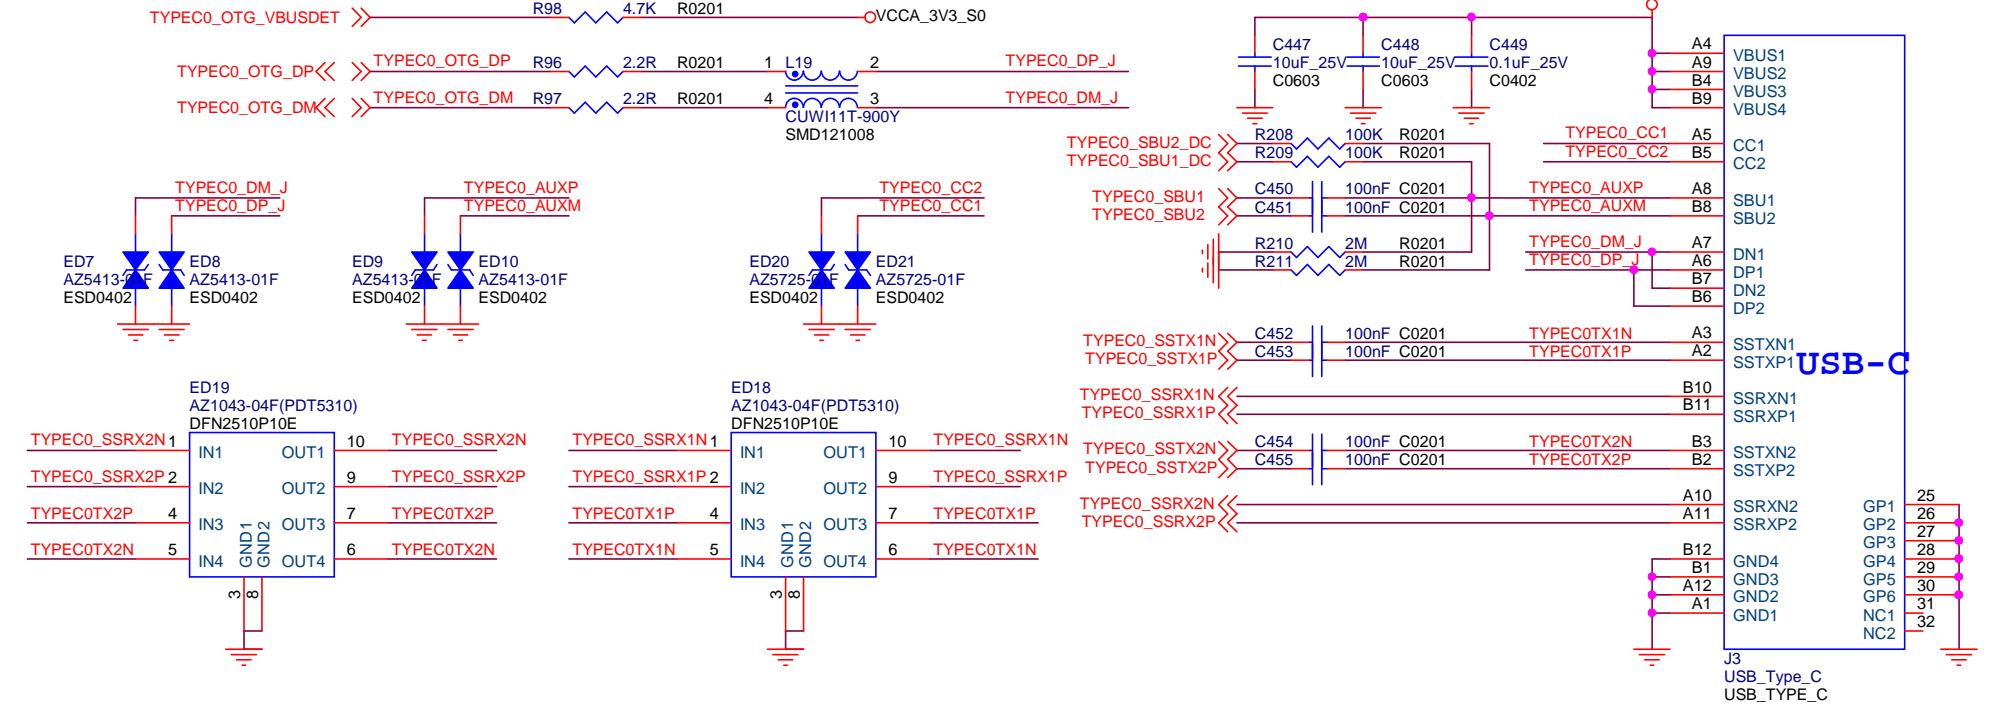 TYPEC0_OTG_VBUSDET R98 4.7K R0201 VCCA_3V3_S0
TYPEC0_OTG_DP TYPEC0_OTG_DP R96 2.2R R0201 1 L19 2 TYPEC0_DP_J
TYPEC0_OTG_DM TYPEC0_OTG_DM R97 2.2R R0201 4 3 TYPEC0_DM_J
CUWI11T-900Y
SMD121008
TYPEC0_DM_J
TYPEC0_DP_J
ED7
AZ5413-01F
ESD0402
ED8
AZ5413-01F
ESD0402
TYPEC0_AUXP
TYPEC0_AUXM
ED9
AZ5413-01F
ESD0402
ED10
AZ5413-01F
ESD0402
TYPEC0_CC2
TYPEC0_CC1
ED20
AZ5725-01F
ESD0402
ED21
AZ5725-01F
ESD0402
ED19
AZ1043-04F(PDT5310)
DFN2510P10E
TYPEC0_SSRX2N 1 IN1 OUT1 10 TYPEC0_SSRX2N
TYPEC0_SSRX2P 2 IN2 OUT2 9 TYPEC0_SSRX2P
TYPEC0TX2P 4 IN3 OUT3 7 TYPEC0TX2P
TYPEC0TX2N 5 IN4 OUT4 6 TYPEC0TX2N
GND1
GND2
3
8
ED18
AZ1043-04F(PDT5310)
DFN2510P10E
TYPEC0_SSRX1N 1 IN1 OUT1 10 TYPEC0_SSRX1N
TYPEC0_SSRX1P 2 IN2 OUT2 9 TYPEC0_SSRX1P
TYPEC0TX1P 4 IN3 OUT3 7 TYPEC0TX1P
TYPEC0TX1N 5 IN4 OUT4 6 TYPEC0TX1N
GND1
GND2
3
8
C447
10uF_25V
C0603
C448
10uF_25V
C0603
C449
0.1uF_25V
C0402
A4 VBUS1
A9 VBUS2
B4 VBUS3
B9 VBUS4
TYPEC0_SBU2_DC R208 100K R0201
TYPEC0_SBU1_DC R209 100K R0201
TYPEC0_CC1 A5 CC1
TYPEC0_CC2 B5 CC2
TYPEC0_SBU1 C450 100nF C0201 TYPEC0_AUXP A8 SBU1
TYPEC0_SBU2 C451 100nF C0201 TYPEC0_AUXM B8 SBU2
R210 2M R0201
R211 2M R0201
TYPEC0_DM_J A7 DN1
TYPEC0_DP_J A6 DP1
B7 DN2
B6 DP2
TYPEC0_SSTX1N C452 100nF C0201 TYPEC0TX1N A3 SSTXN1
TYPEC0_SSTX1P C453 100nF C0201 TYPEC0TX1P A2 SSTXP1
USB-C
TYPEC0_SSRX1N B10 SSRXN1
TYPEC0_SSRX1P B11 SSRXP1
TYPEC0_SSTX2N C454 100nF C0201 TYPEC0TX2N B3 SSTXN2
TYPEC0_SSTX2P C455 100nF C0201 TYPEC0TX2P B2 SSTXP2
TYPEC0_SSRX2N A10 SSRXN2
TYPEC0_SSRX2P A11 SSRXP2
B12 GND4
B1 GND3
A12 GND2
A1 GND1
GP1 25
GP2 26
GP3 27
GP4 28
GP5 29
GP6 30
NC1 31
NC2 32
J3
USB_Type_C
USB_TYPE_C